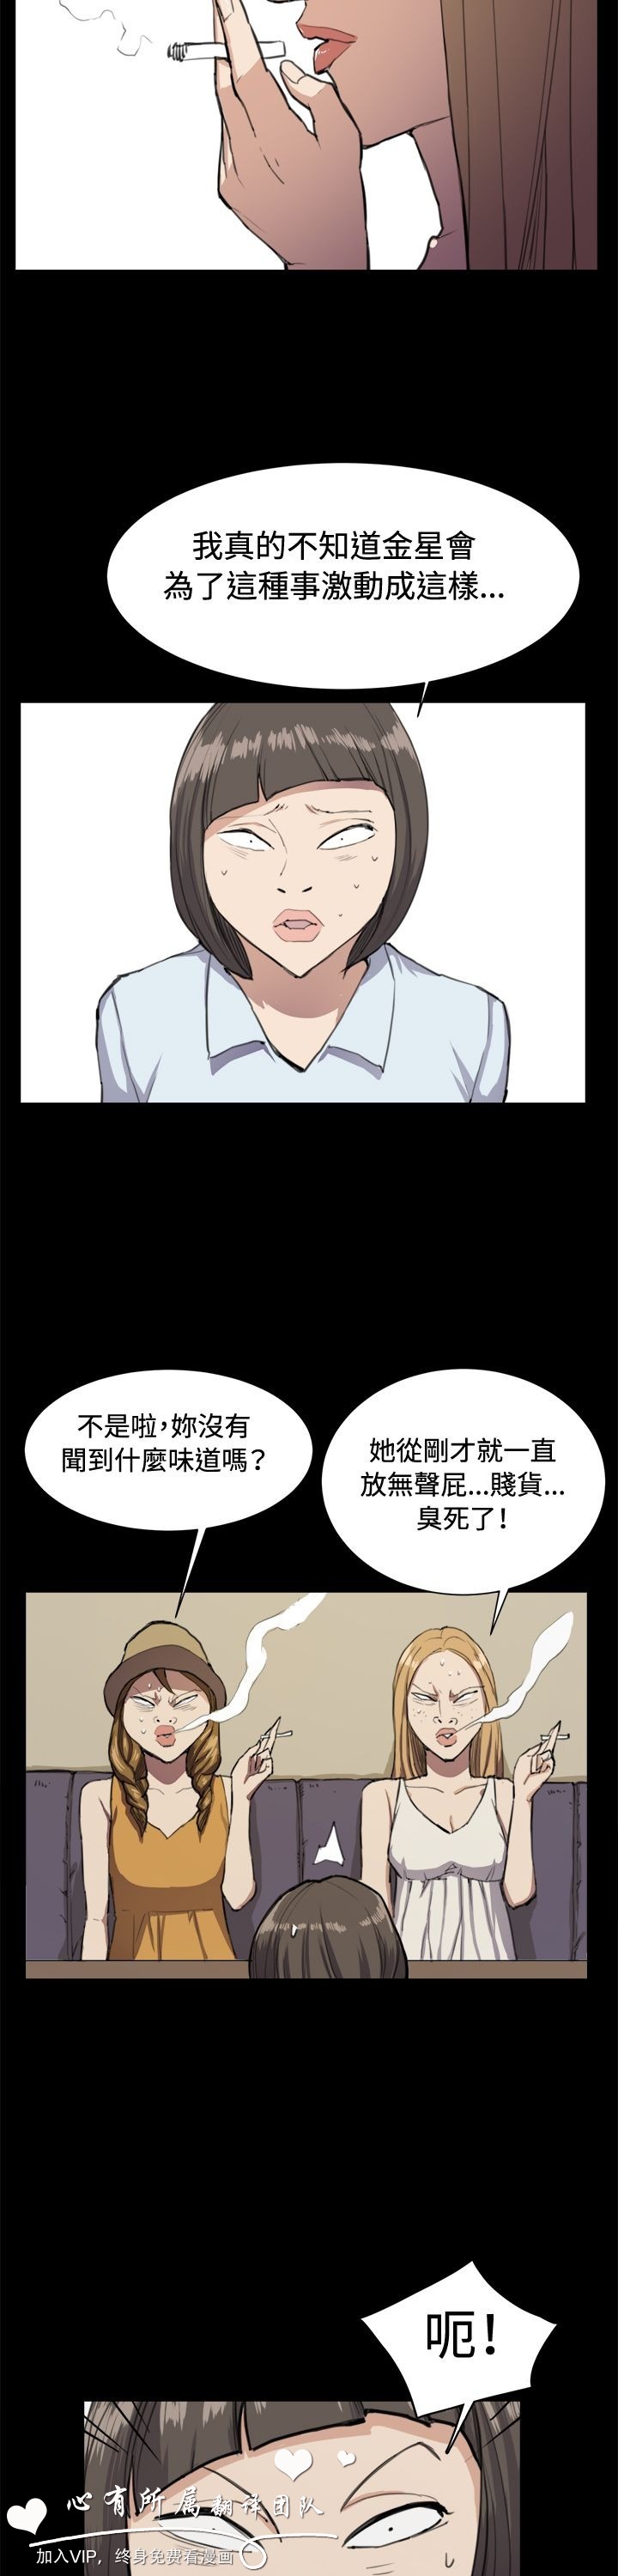 我真的不知道金星會
為了這種事激動成這樣...
不是啦,妳沒有
聞到什麼味道嗎?
她從剛才就一直
放無聲屁...賤貨...
臭死了!
呃!
心有所属翻译团队
加入VIP，终身免费看漫画